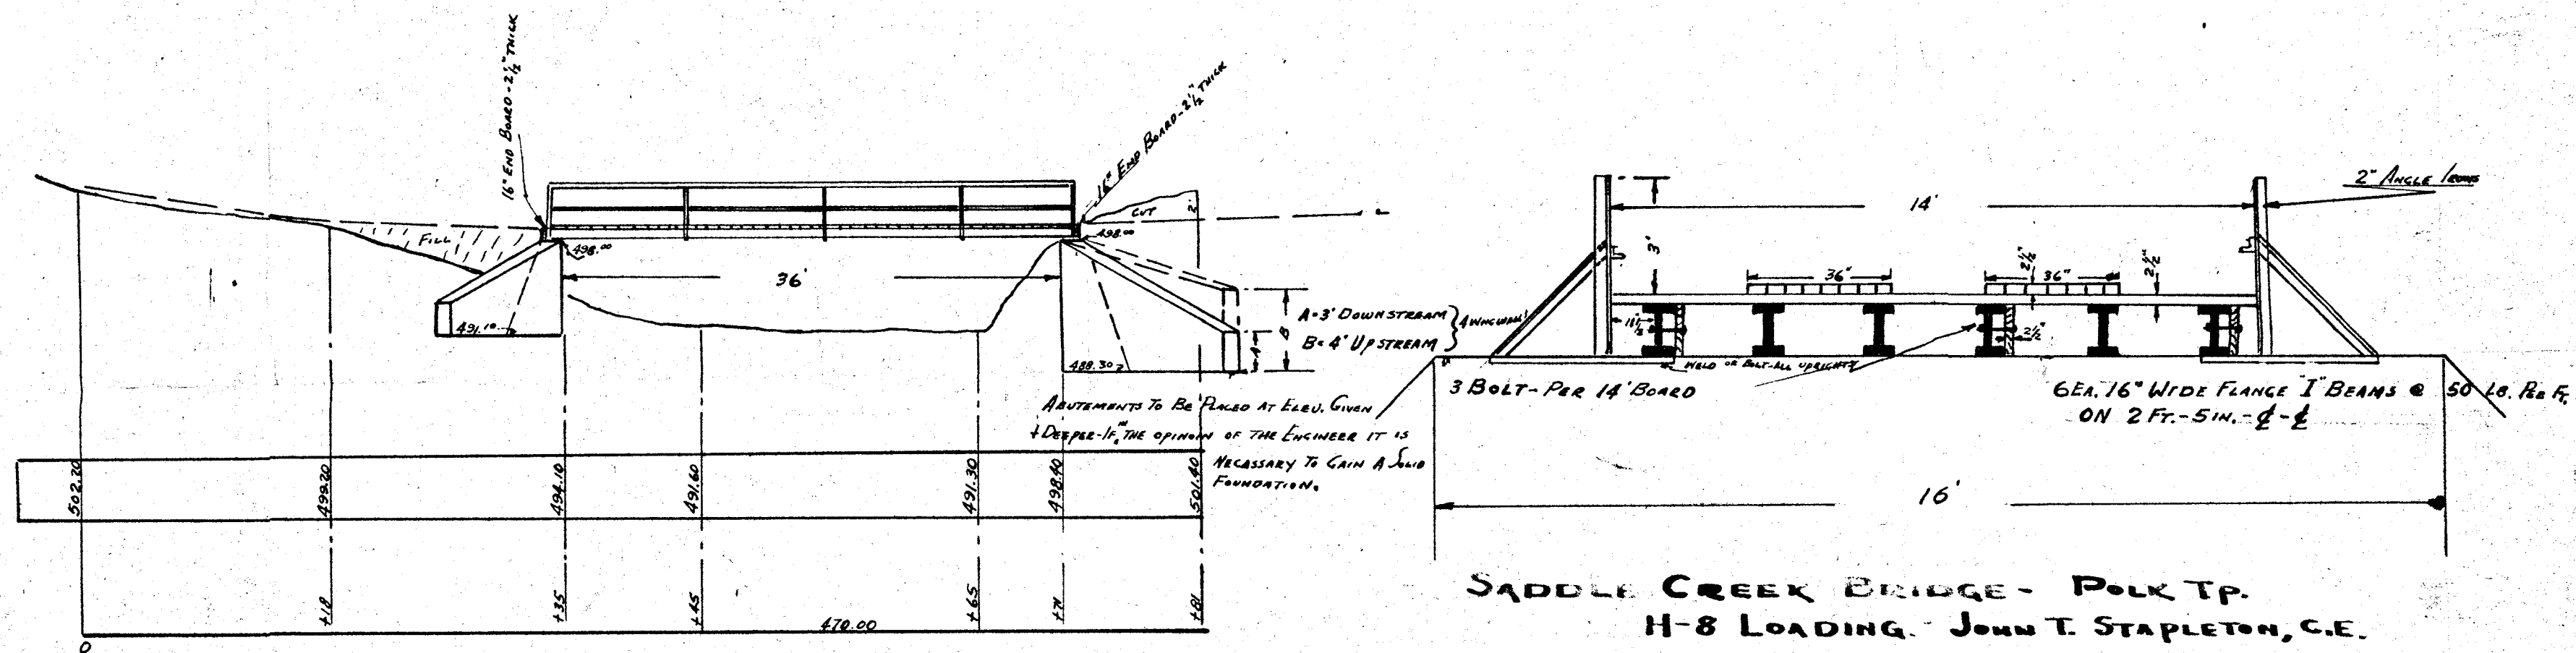 16" END BOARD - 2½" THICK
16" END BOARD - 2½" THICK
FILL
498.00
CUT
2'
498.00
36'
491.10
488.30
A
B
A=3' DOWNSTREAM
B=4' UPSTREAM
4 WINGWALLS
ABUTEMENTS TO BE PLACED AT ELEV. GIVEN
+ DEEPER-IF, IN THE OPINION OF THE ENGINEER IT IS
NECASSARY TO GAIN A SOLID
FOUNDATION.
502.20
499.20
494.10
491.60
491.30
498.40
501.40
0
+18
+35
+45
+65
+71
+81
470.00
2" ANGLE IRONS
14'
3'
36"
2½"
36"
2½"
11½"
2½"
WELD OR BOLT-ALL UPRIGHTS
3 BOLT-PER 14' BOARD
6 EA. 16" WIDE FLANGE "I" BEAMS @ 50 LB. PER FT.
ON 2 FT.-5 IN. - ₵-₵
16'
SADDLE CREEK BRIDGE - POLK TP.
H-8 LOADING. - JOHN T. STAPLETON, C.E.